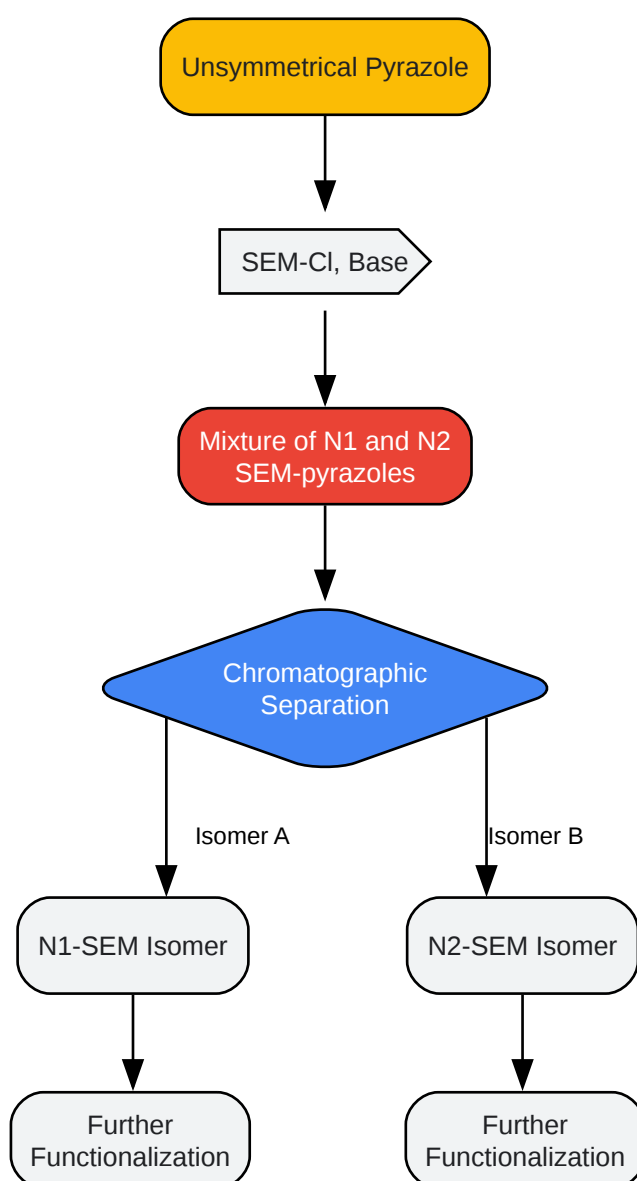 Unsymmetrical Pyrazole
SEM-Cl, Base
Mixture of N1 and N2
SEM-pyrazoles
Chromatographic
Separation
Isomer A
Isomer B
N1-SEM Isomer
N2-SEM Isomer
Further
Functionalization
Further
Functionalization